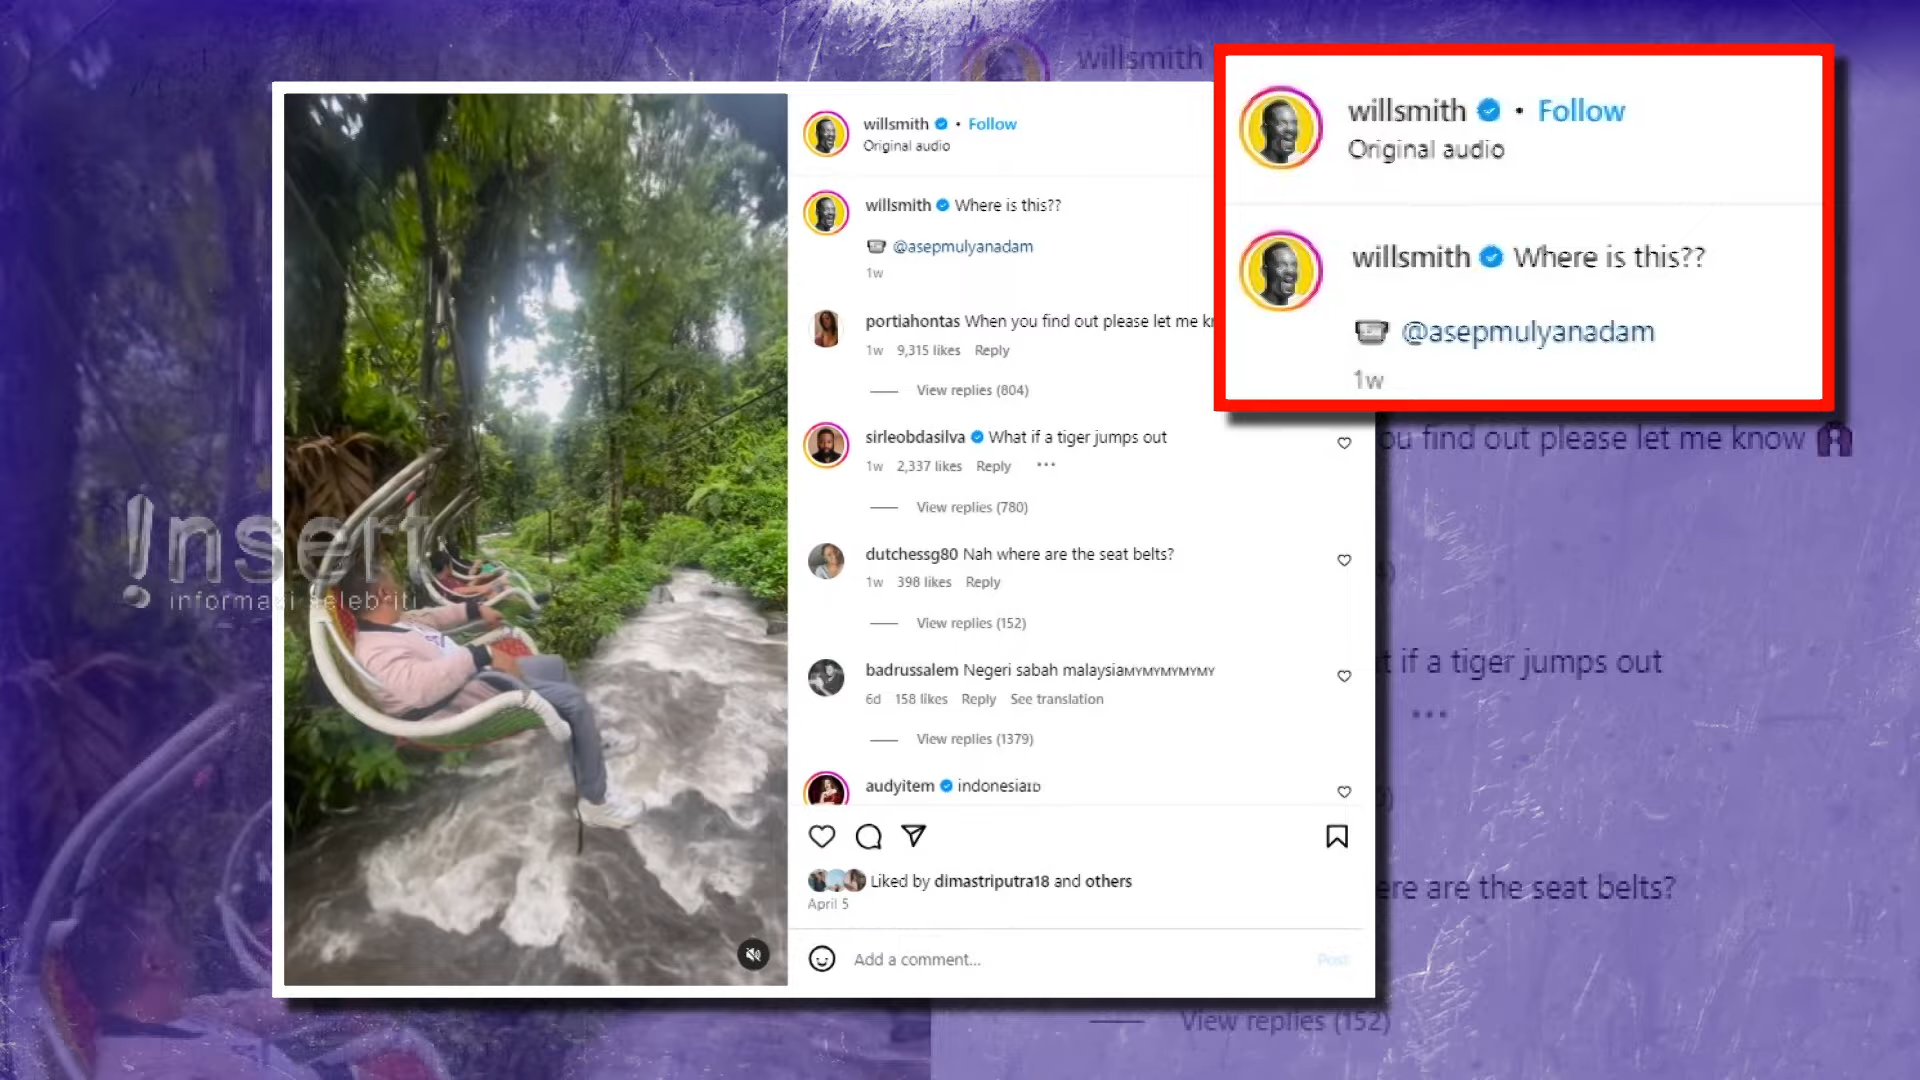 willsmith
willsmith • Follow
Original audio
willsmith Where is this??
@asepmulyanadam
1w
portiahontas When you find out please let me kn
1w 9,315 likes Reply
View replies (804)
sirleobdasilva What if a tiger jumps out
1w 2,337 likes Reply •••
View replies (780)
dutchessg80 Nah where are the seat belts?
1w 398 likes Reply
View replies (152)
badrussalem Negeri sabah malaysiaMYMYMYMYMY
6d 158 likes Reply See translation
View replies (1379)
audyitem indonesiaID
Liked by dimastriputra18 and others
April 5
Add a comment...
Post
willsmith • Follow
Original audio
willsmith Where is this??
@asepmulyanadam
1w
ou find out please let me know
t if a tiger jumps out
•••
ere are the seat belts?
View replies (152)
Insert
informasi selebriti